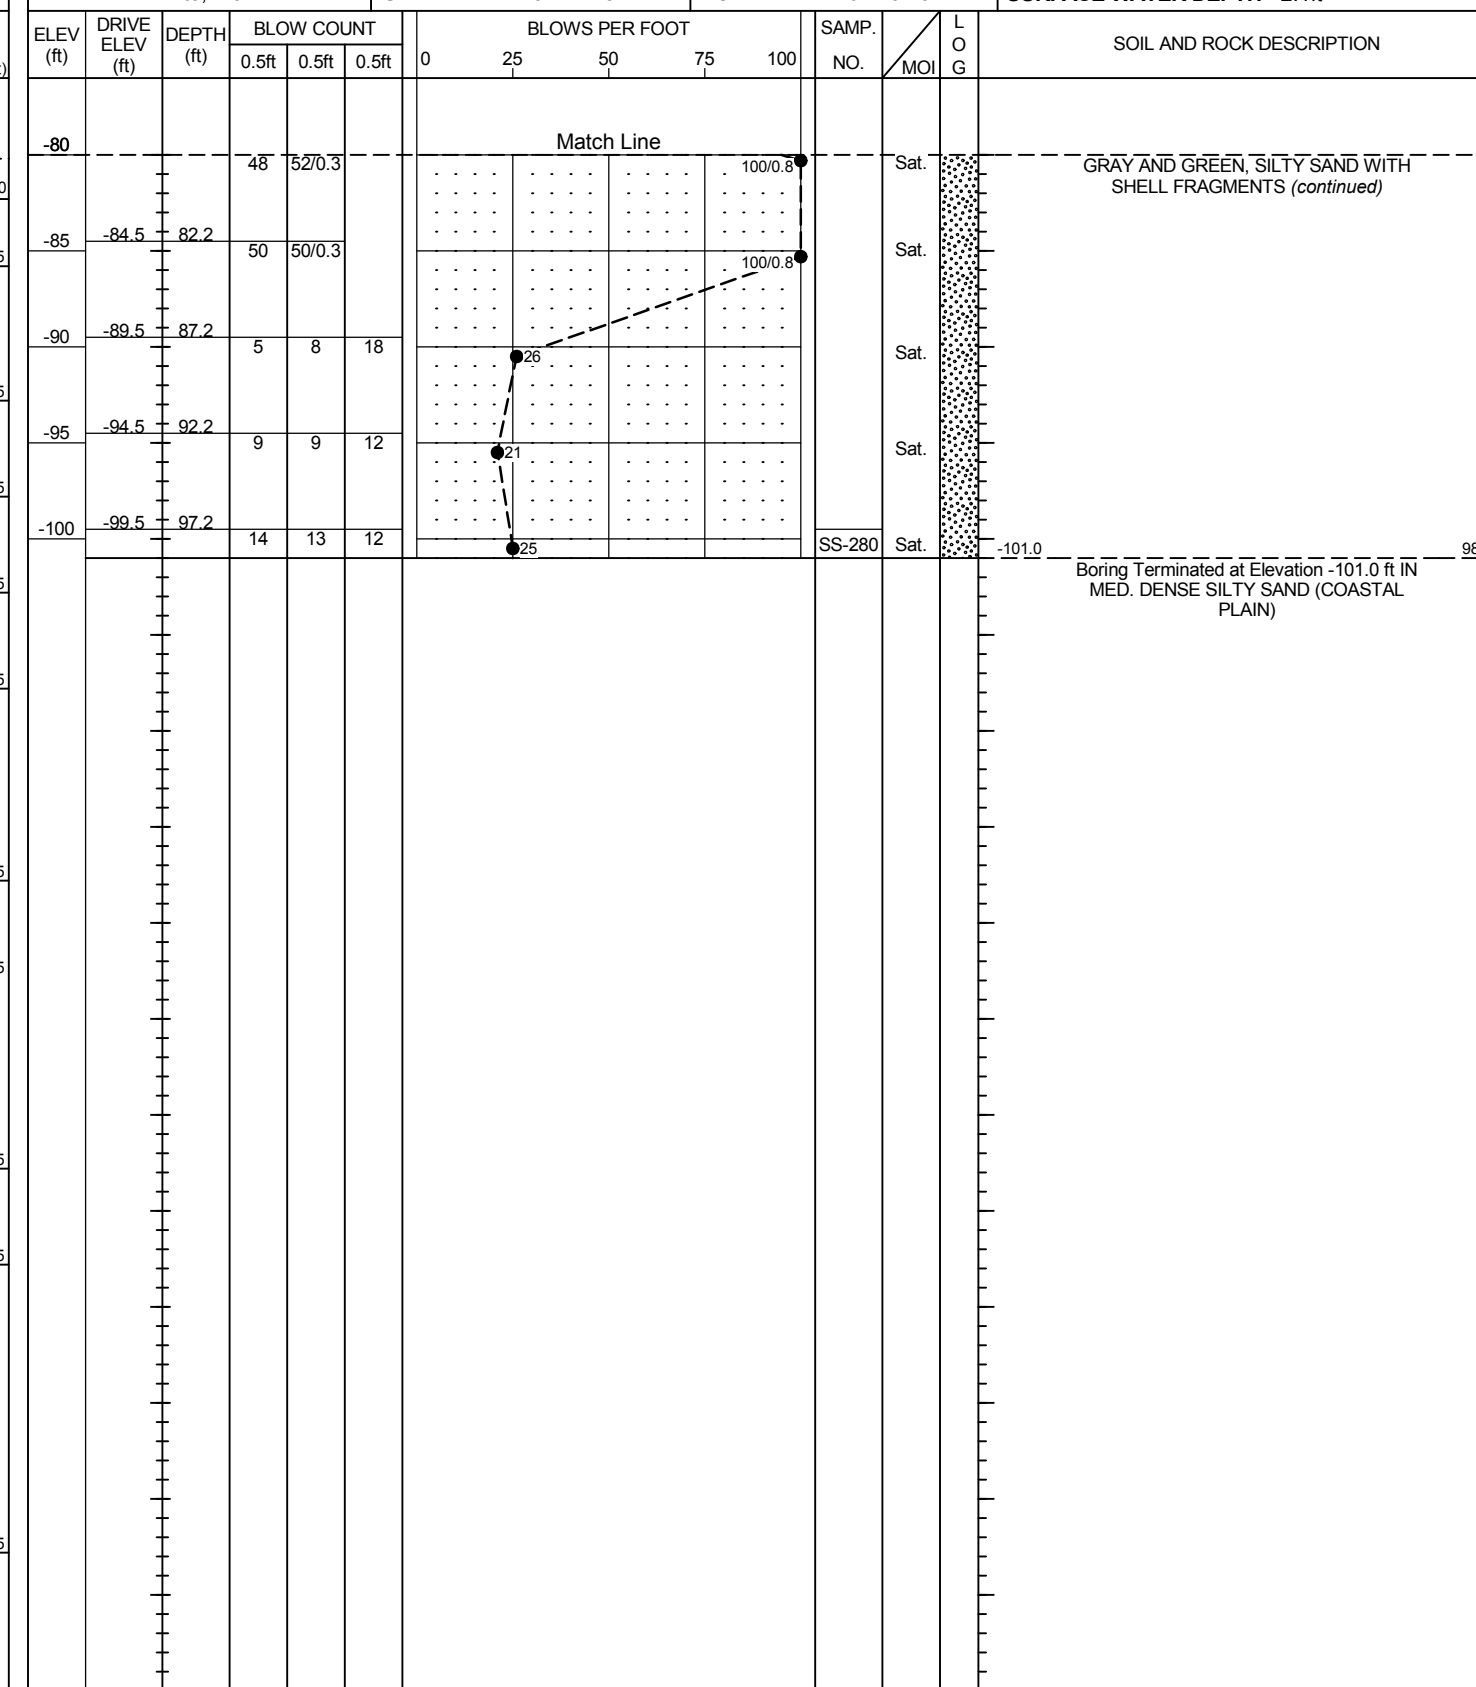 ELEV (ft) DRIVE ELEV (ft) DEPTH (ft) BLOW COUNT 0.5ft 0.5ft 0.5ft BLOWS PER FOOT 0 25 50 75 100 SAMP. NO. MOI LOG SOIL AND ROCK DESCRIPTION
-80 Match Line
48 52/0.3 100/0.8 Sat. GRAY AND GREEN, SILTY SAND WITH
SHELL FRAGMENTS (continued)
-84.5 82.2
-85 50 50/0.3 100/0.8 Sat.
-89.5 87.2
-90 5 8 18 26 Sat.
-94.5 92.2
-95 9 9 12 21 Sat.
-99.5 97.2
-100 14 13 12 25 SS-280 Sat. -101.0 98
Boring Terminated at Elevation -101.0 ft IN
MED. DENSE SILTY SAND (COASTAL
PLAIN)